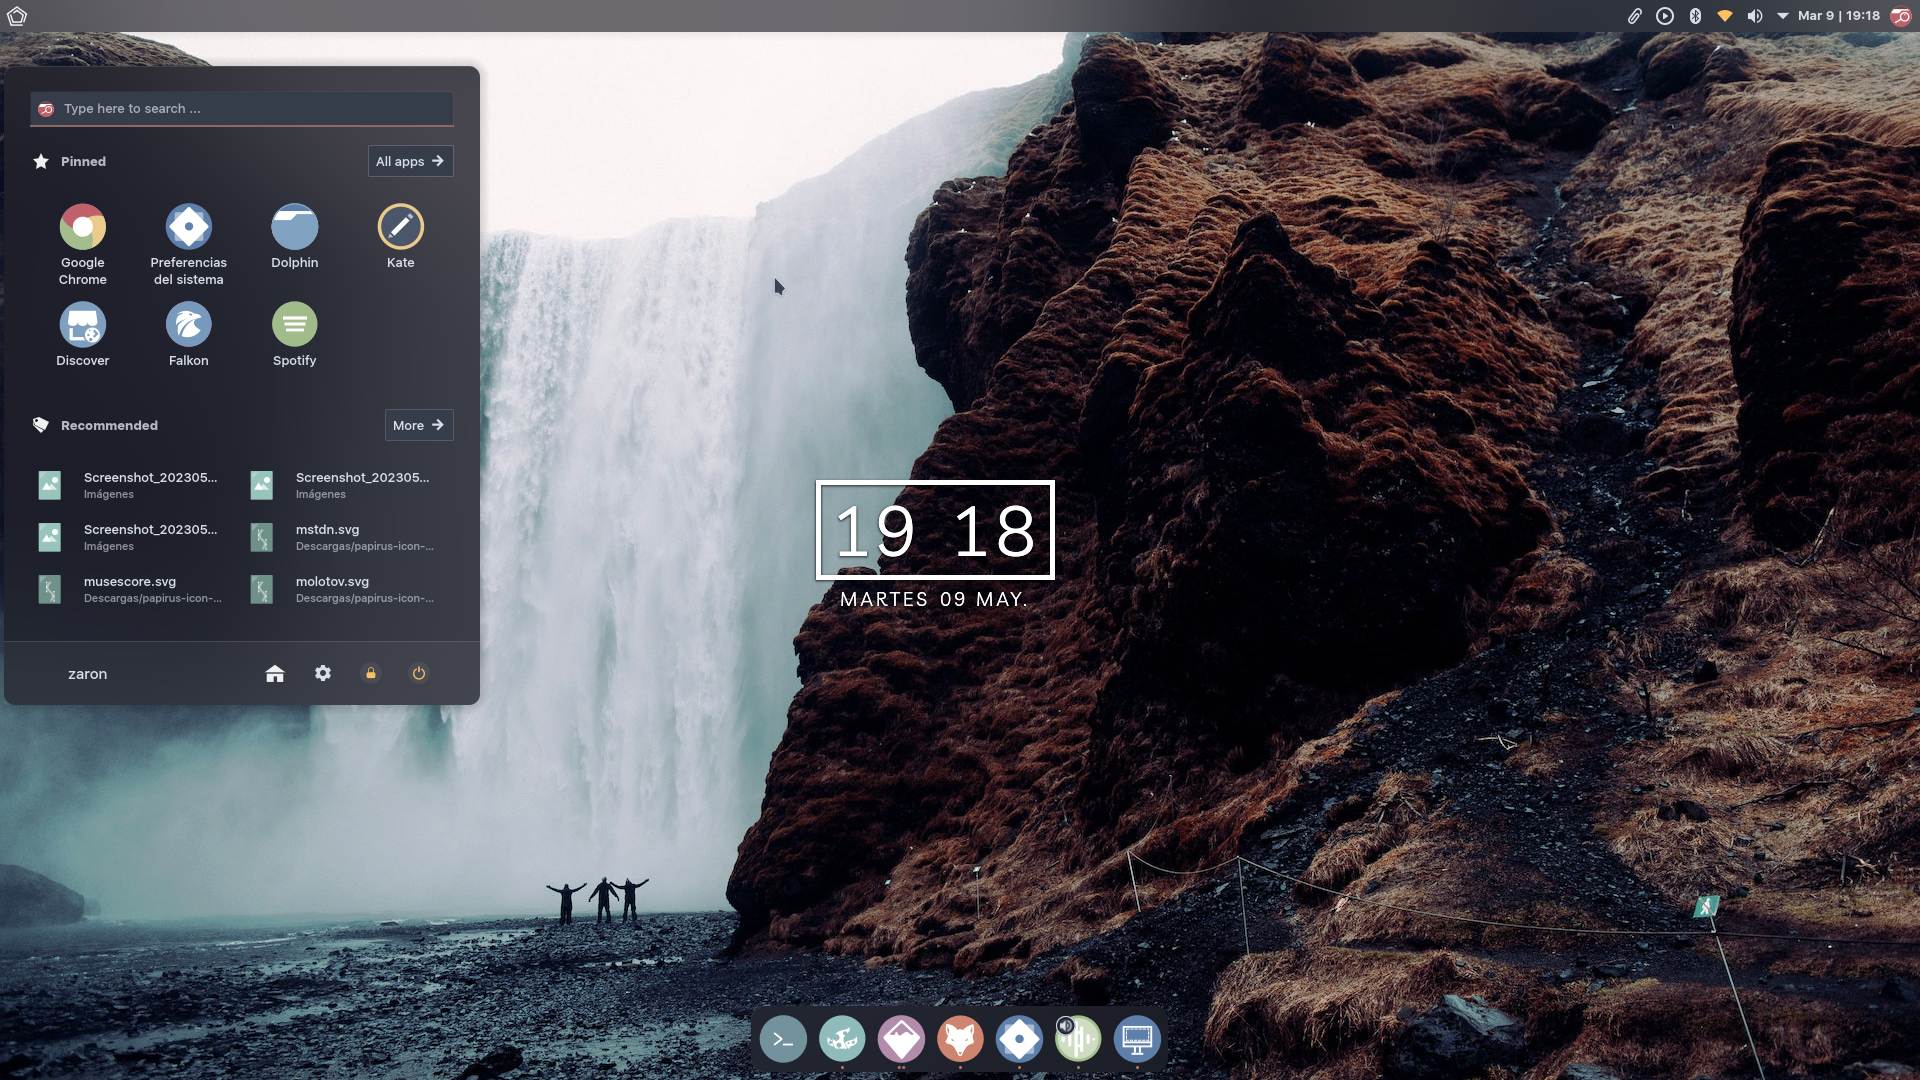 Mar 9 | 19:18
Type here to search ...
Pinned
All apps
Google
Chrome
Preferencias
del sistema
Dolphin
Kate
Discover
Falkon
Spotify
Recommended
More
Screenshot_202305...
Imágenes
Screenshot_202305...
Imágenes
Screenshot_202305...
Imágenes
mstdn.svg
Descargas/papirus-icon-...
musescore.svg
Descargas/papirus-icon-...
molotov.svg
Descargas/papirus-icon-...
zaron
19 18
MARTES 09 MAY.